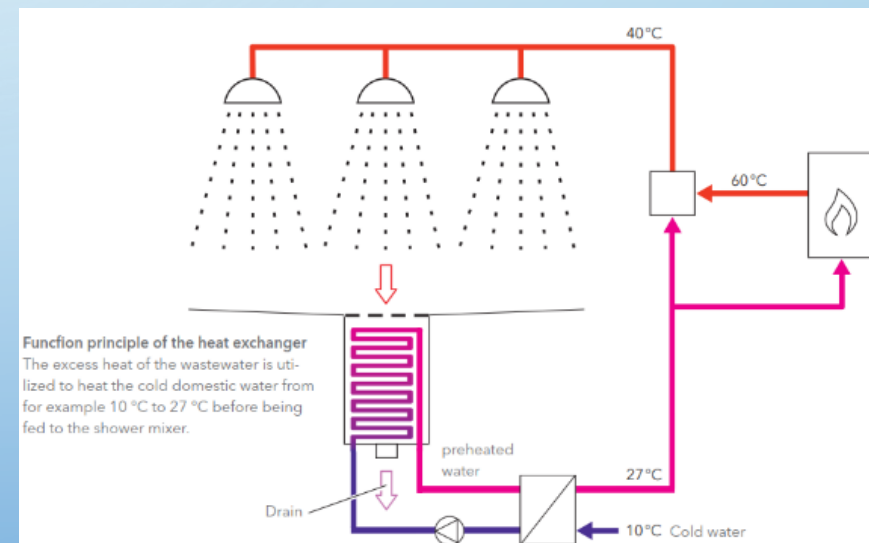 40°C
60°C
Function principle of the heat exchanger
The excess heat of the wastewater is uti-
lized to heat the cold domestic water from
for example 10 °C to 27 °C before being
fed to the shower mixer.
preheated
water
27°C
Drain
10°C Cold water